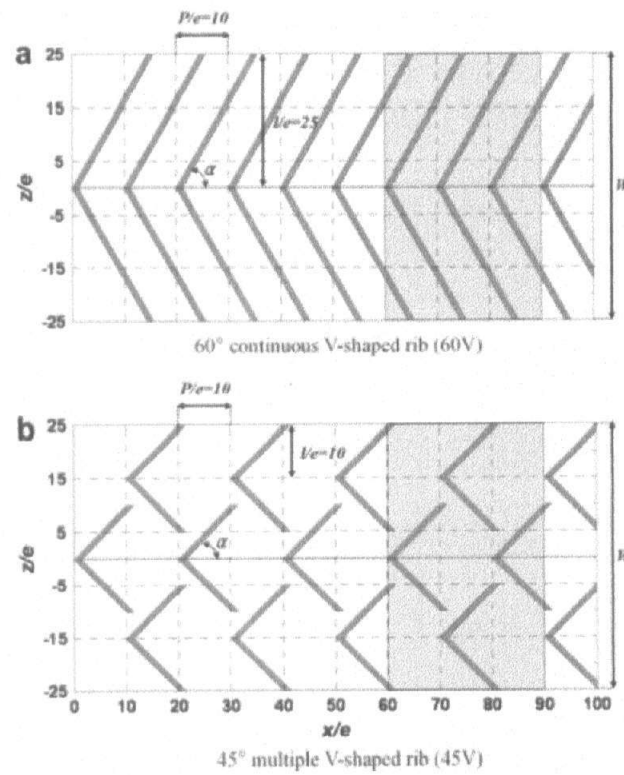 P/e=10
a
25
15
5
-5
-15
-25
z/e
l/e=25
α
W
60° continuous V-shaped rib (60V)
P/e=10
b
25
15
5
-5
-15
-25
z/e
l/e=10
α
W
0 10 20 30 40 50 60 70 80 90 100
x/e
45° multiple V-shaped rib (45V)